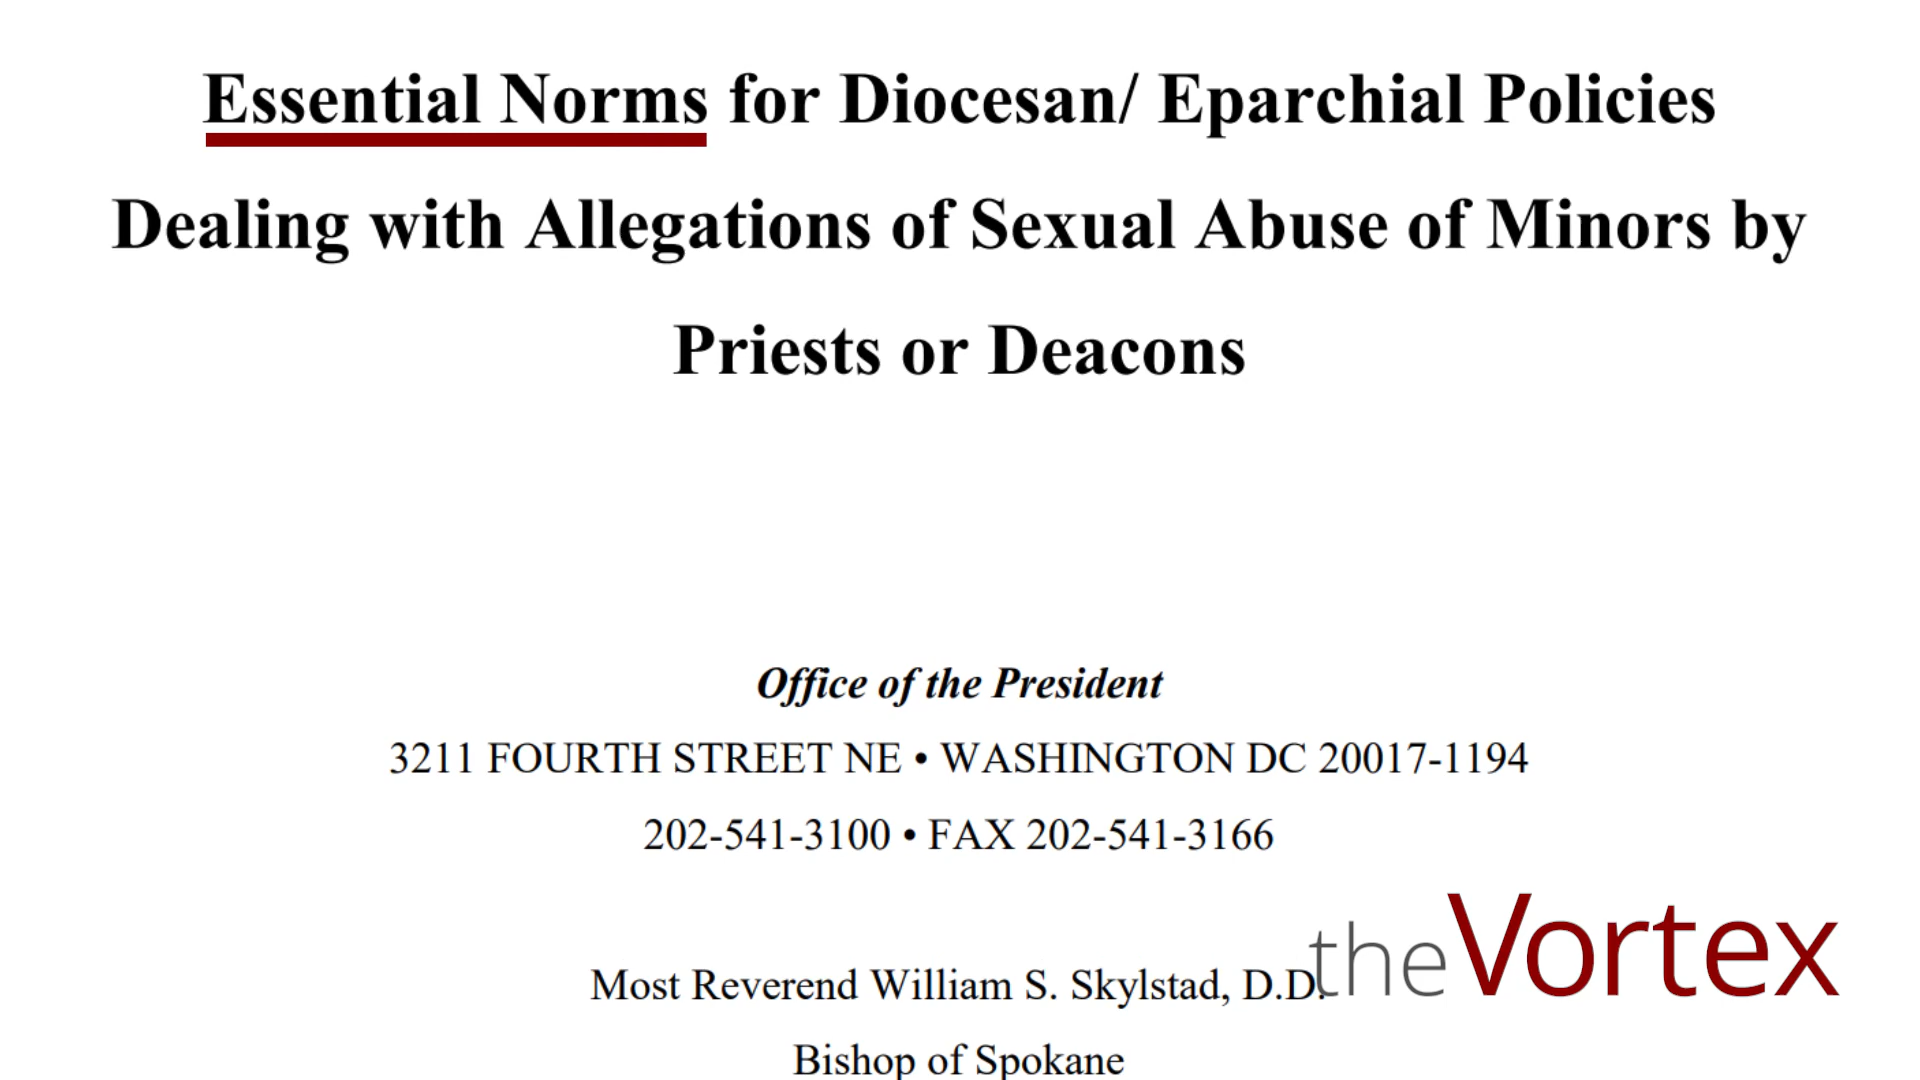 Essential Norms for Diocesan/ Eparchial Policies
Dealing with Allegations of Sexual Abuse of Minors by
Priests or Deacons
Office of the President
3211 FOURTH STREET NE • WASHINGTON DC 20017-1194
202-541-3100 • FAX 202-541-3166
Most Reverend William S. Skylstad, D.D.
theVortex
Bishop of Spokane